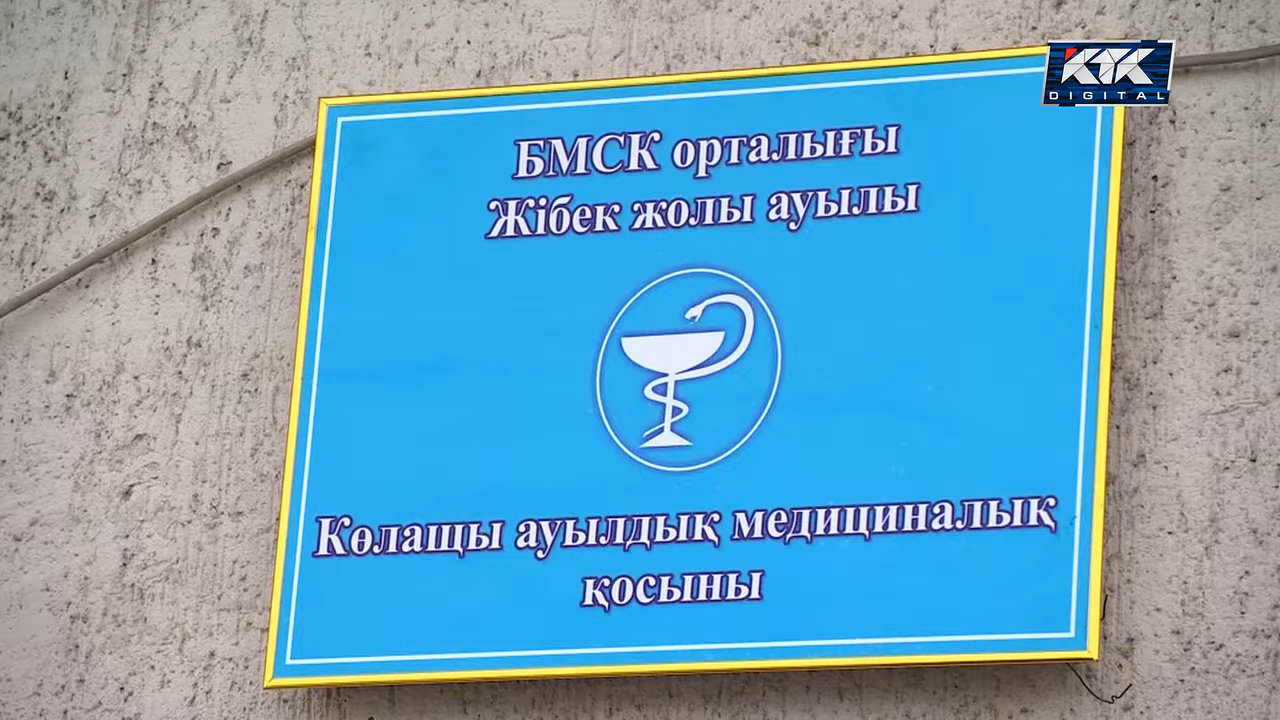 KTK
DIGITAL
БМСК орталығы
Жібек жолы ауылы
Көлащы ауылдық медициналық
қосыны